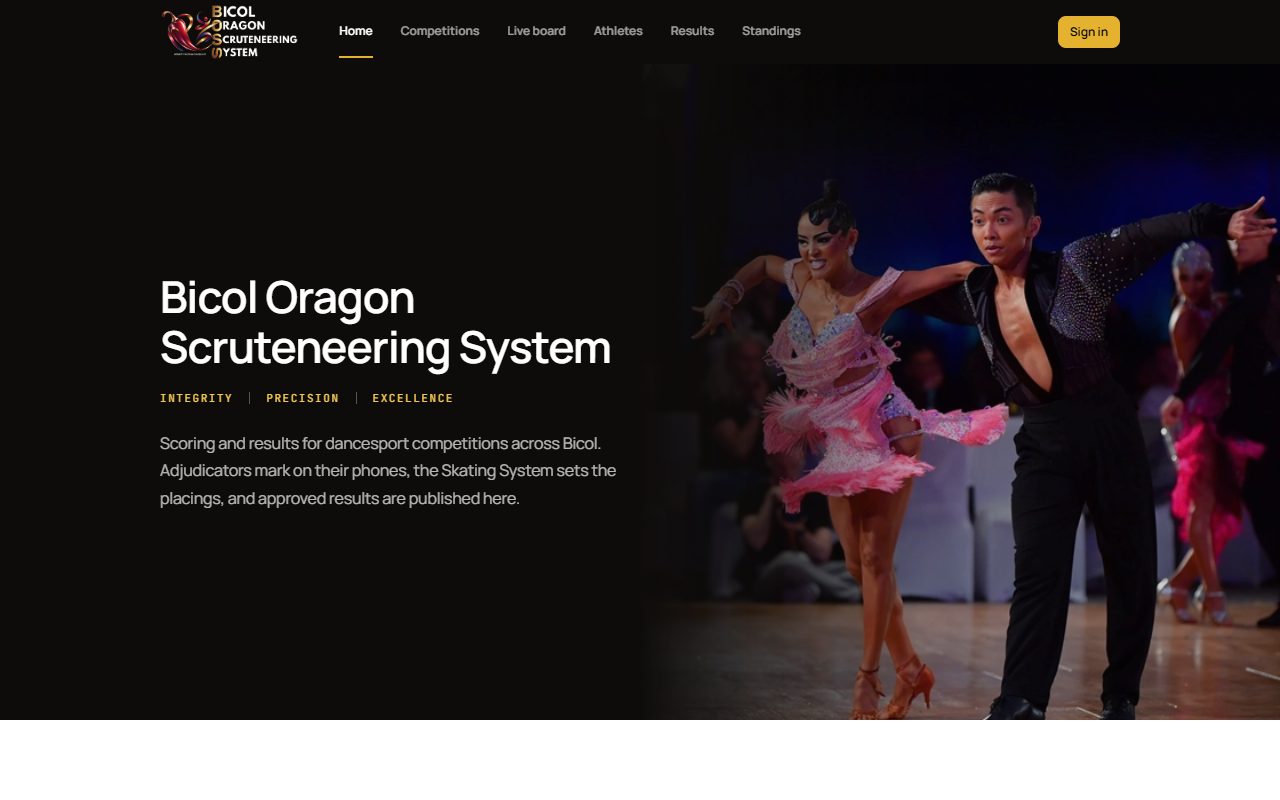 BICOL
ORAGON
SCRUTENEERING
SYSTEM
Home
Competitions
Live board
Athletes
Results
Standings
Sign in
Bicol Oragon
Scruteneering System
INTEGRITY
PRECISION
EXCELLENCE
Scoring and results for dancesport competitions across Bicol.
Adjudicators mark on their phones, the Skating System sets the
placings, and approved results are published here.